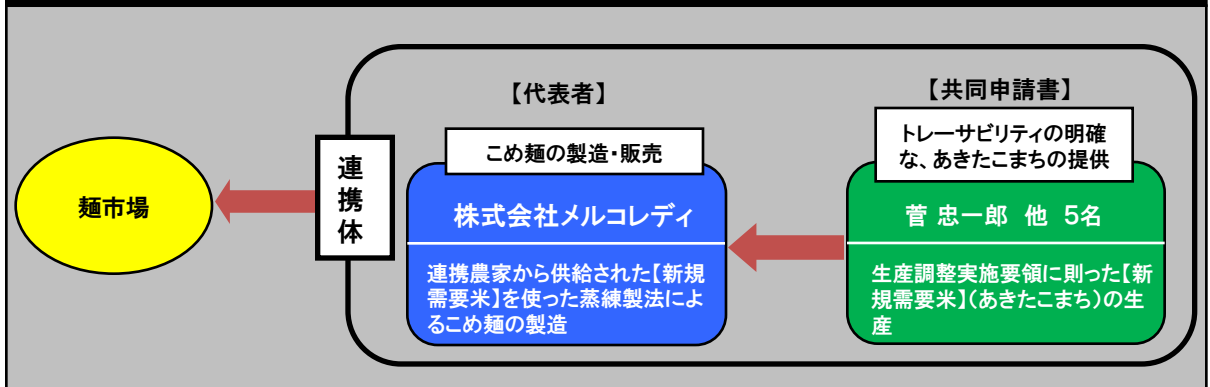 【代表者】
【共同申請書】
こめ麺の製造・販売
トレーサビリティの明確
な、あきたこまちの提供
麺市場
連
携
体
株式会社メルコレディ
菅 忠一郎 他 5名
連携農家から供給された【新規
需要米】を使った蒸練製法によ
るこめ麺の製造
生産調整実施要領に則った【新
規需要米】（あきたこまち）の生
産